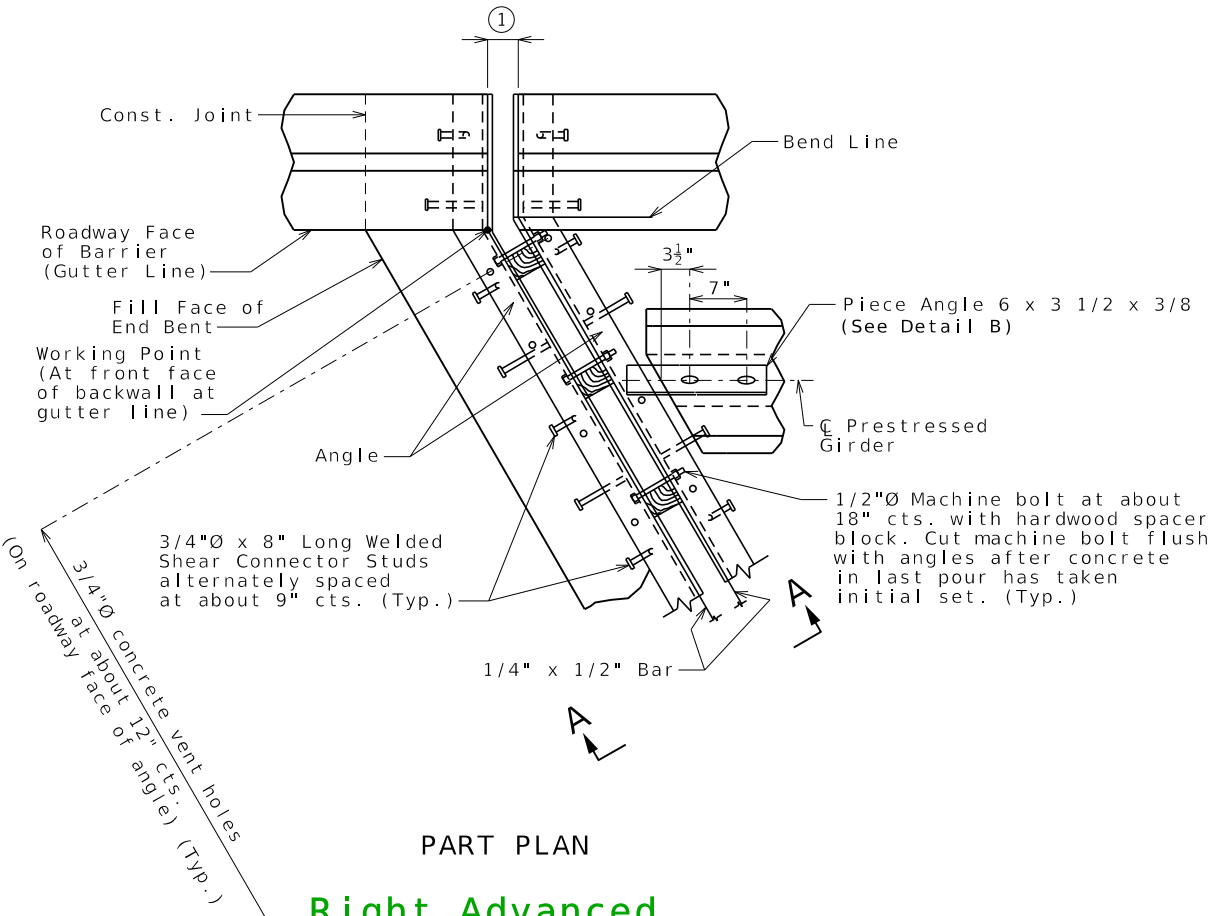 1
Const. Joint
Bend Line
Roadway Face
of Barrier
(Gutter Line)
3 1/2"
7"
Fill Face of
End Bent
Piece Angle 6 x 3 1/2 x 3/8
(See Detail B)
Working Point
(At front face
of backwall at
gutter line)
℄ Prestressed
Girder
Angle
1/2"Ø Machine bolt at about
18" cts. with hardwood spacer
block. Cut machine bolt flush
with angles after concrete
in last pour has taken
initial set. (Typ.)
3/4"Ø x 8" Long Welded
Shear Connector Studs
alternately spaced
at about 9" cts. (Typ.)
3/4"Ø concrete vent holes
at about 12" cts.
(On roadway face of angle) (Typ.)
A
1/4" x 1/2" Bar
A
PART PLAN
Right Advanced